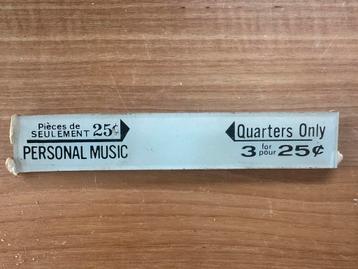 Pièces de
SEULEMENT 25¢
PERSONAL MUSIC
Quarters Only
3 for pour 25¢